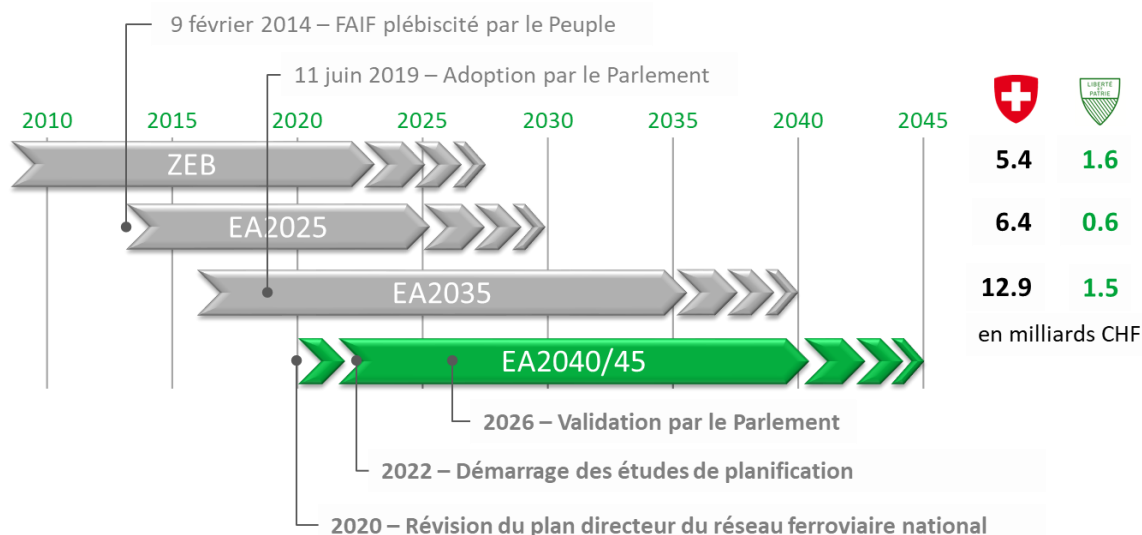 9 février 2014 – FAIF plébiscité par le Peuple
11 juin 2019 – Adoption par le Parlement
LIBERTÉ
ET
PATRIE
2010 2015 2020 2025 2030 2035 2040 2045
ZEB 5.4 1.6
EA2025 6.4 0.6
EA2035 12.9 1.5
en milliards CHF
EA2040/45
2026 – Validation par le Parlement
2022 – Démarrage des études de planification
2020 – Révision du plan directeur du réseau ferroviaire national